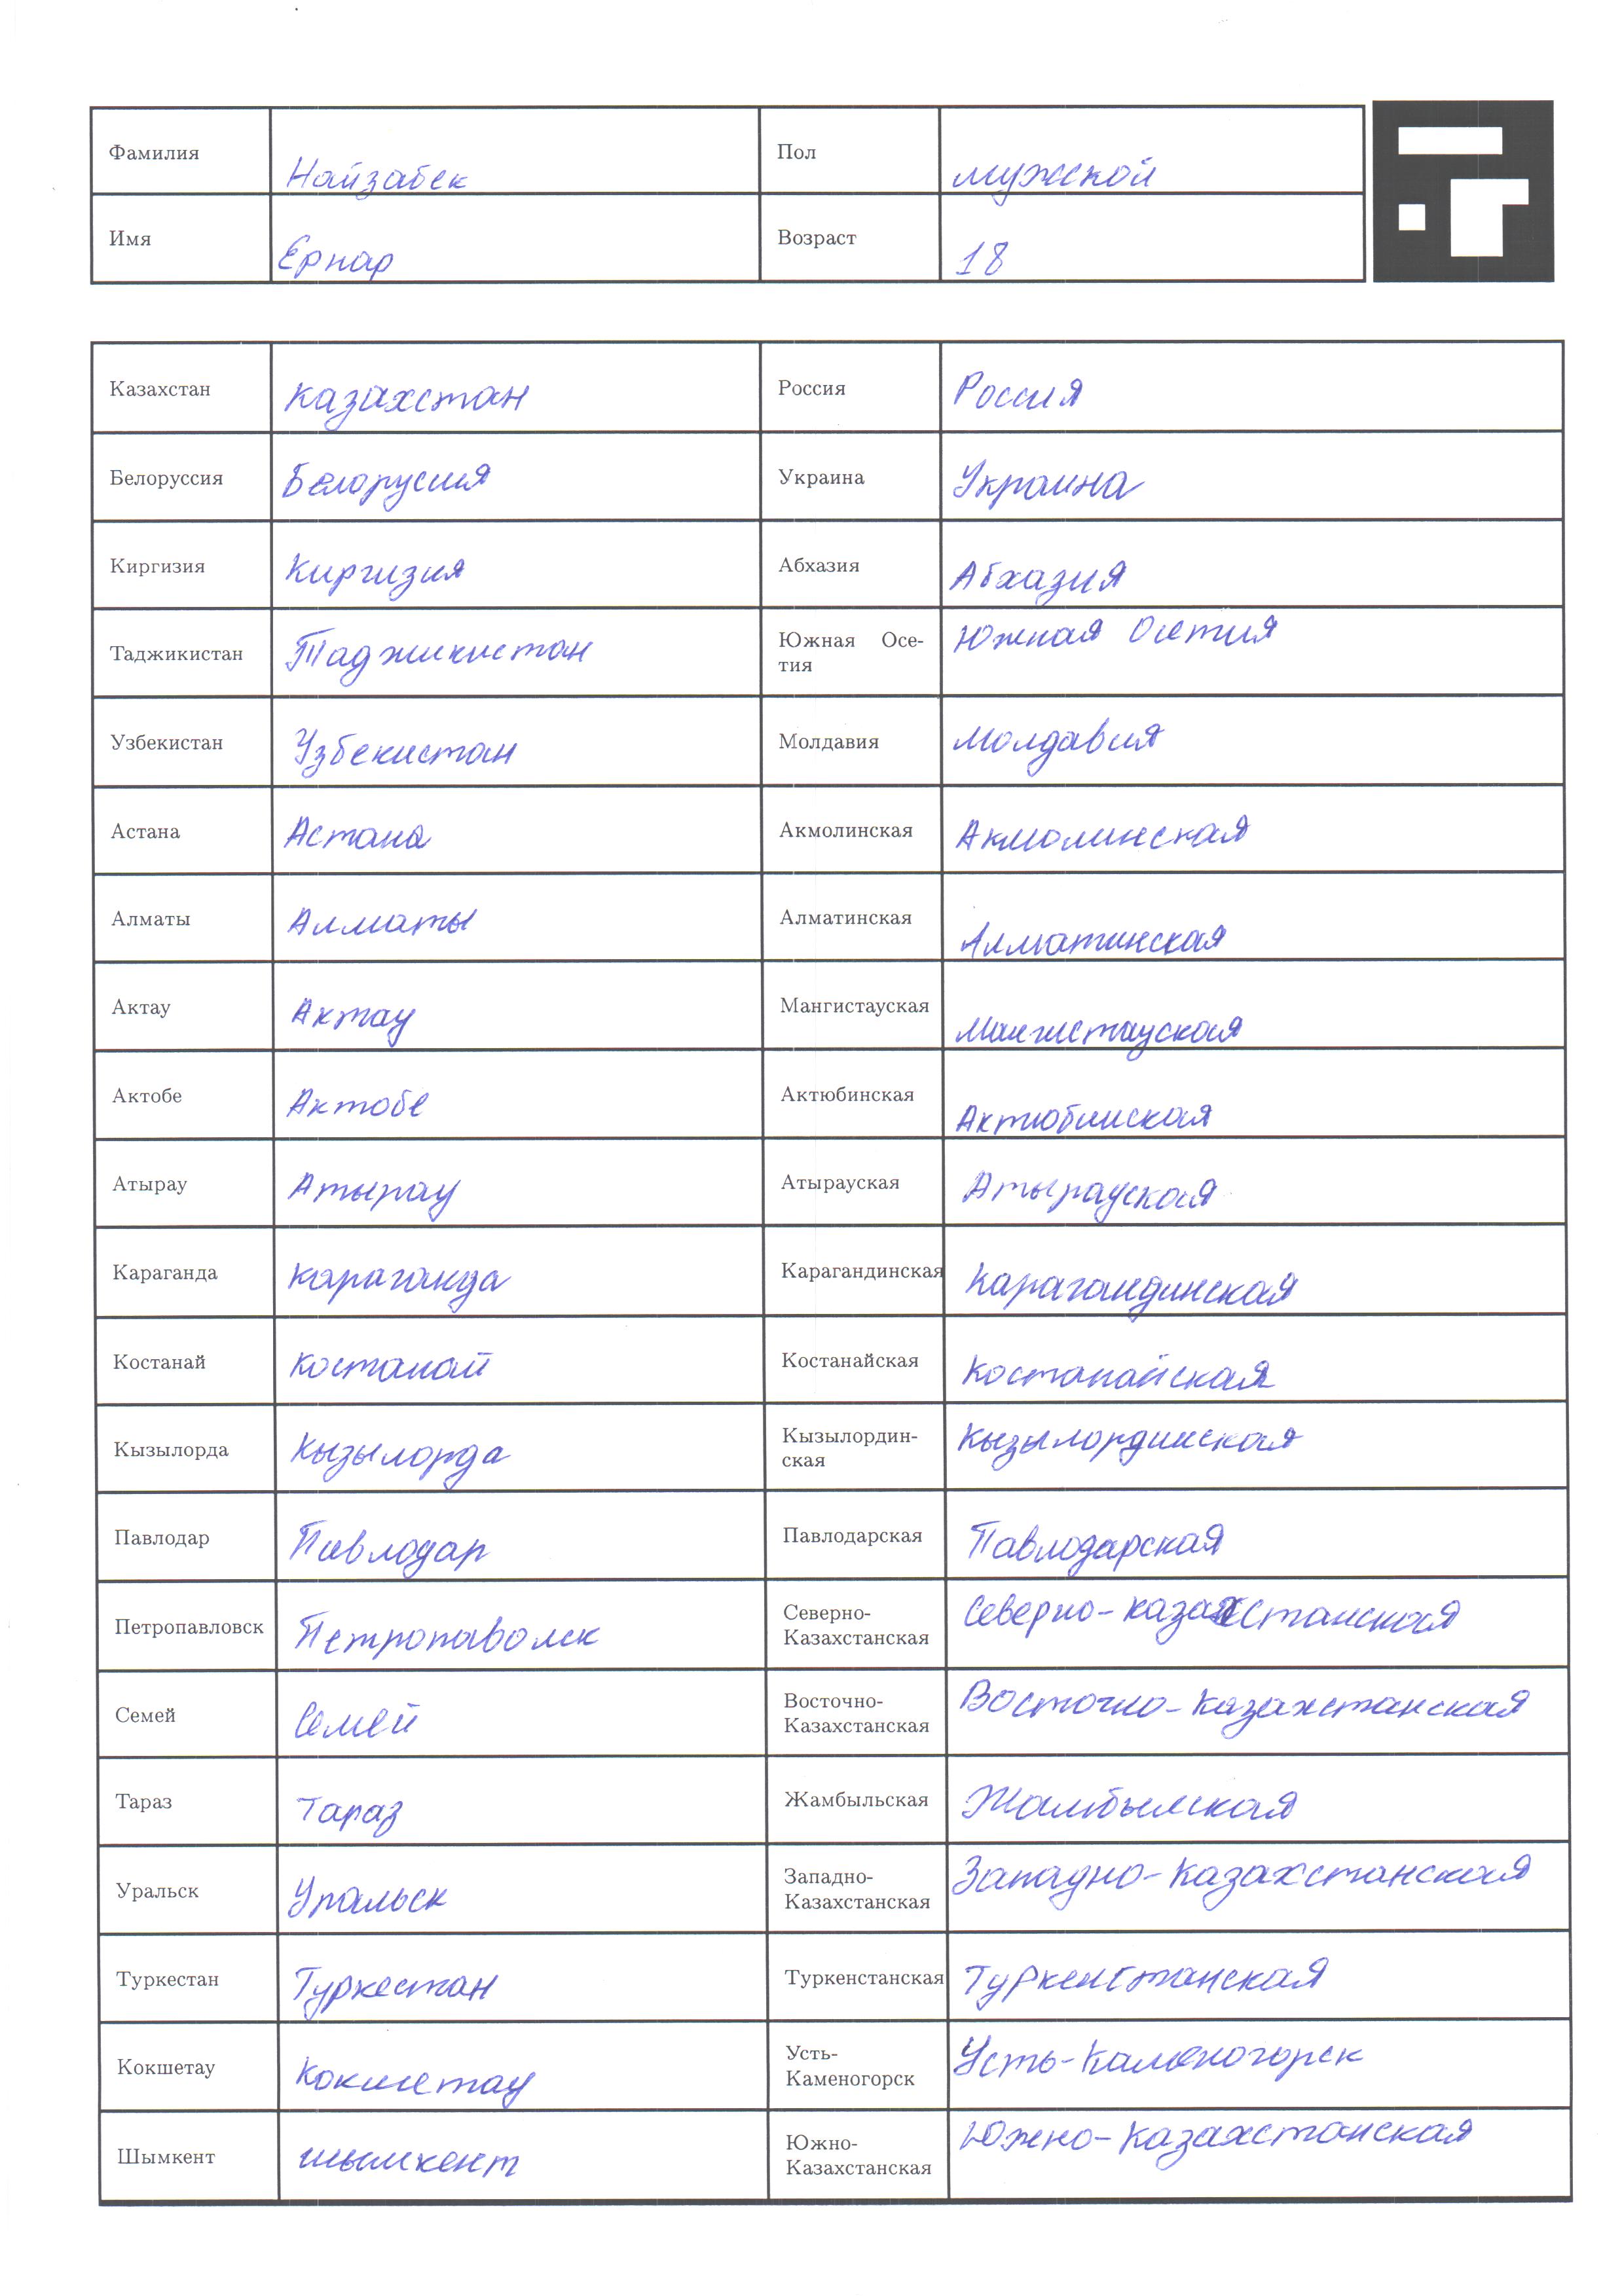 Фамилия Найзабек Пол мужской
Имя Ернар Возраст 18
Казахстан Казахстан Россия Россия
Белоруссия Белорусия Украина Украина
Киргизия Киргизия Абхазия Абхазия
Таджикистан Таджикистан Южная Осе- Южная Осетия
тия
Узбекистан Узбекистан Молдавия Молдавия
Астана Астана Акмолинская Акмолинская
Алматы Алматы Алматинская Алматинская
Актау Актау Мангистауская Мангистауская
Актобе Актобе Актюбинская Актюбинская
Атырау Атырау Атырауская Атырауская
Караганда Караганда Карагандинская Карагандинская
Костанай Костанай Костанайская Костанайская
Кызылорда Кызылорда Кызылордин- Кызылординская
ская
Павлодар Павлодар Павлодарская Павлодарская
Петропавловск Петропаволск Северно- Северно-Казахстанская
Казахстанская
Семей Семей Восточно- Восточно-Казахстанская
Казахстанская
Тараз Тараз Жамбыльская Жамбылская
Уральск Уральск Западно- Западно-Казахстанская
Казахстанская
Туркестан Туркестан Туркенстанская Туркенстанская
Кокшетау Кокшетау Усть- Усть-Каменогорск
Каменогорск
Шымкент шымкент Южно- Южно-Казахстанская
Казахстанская